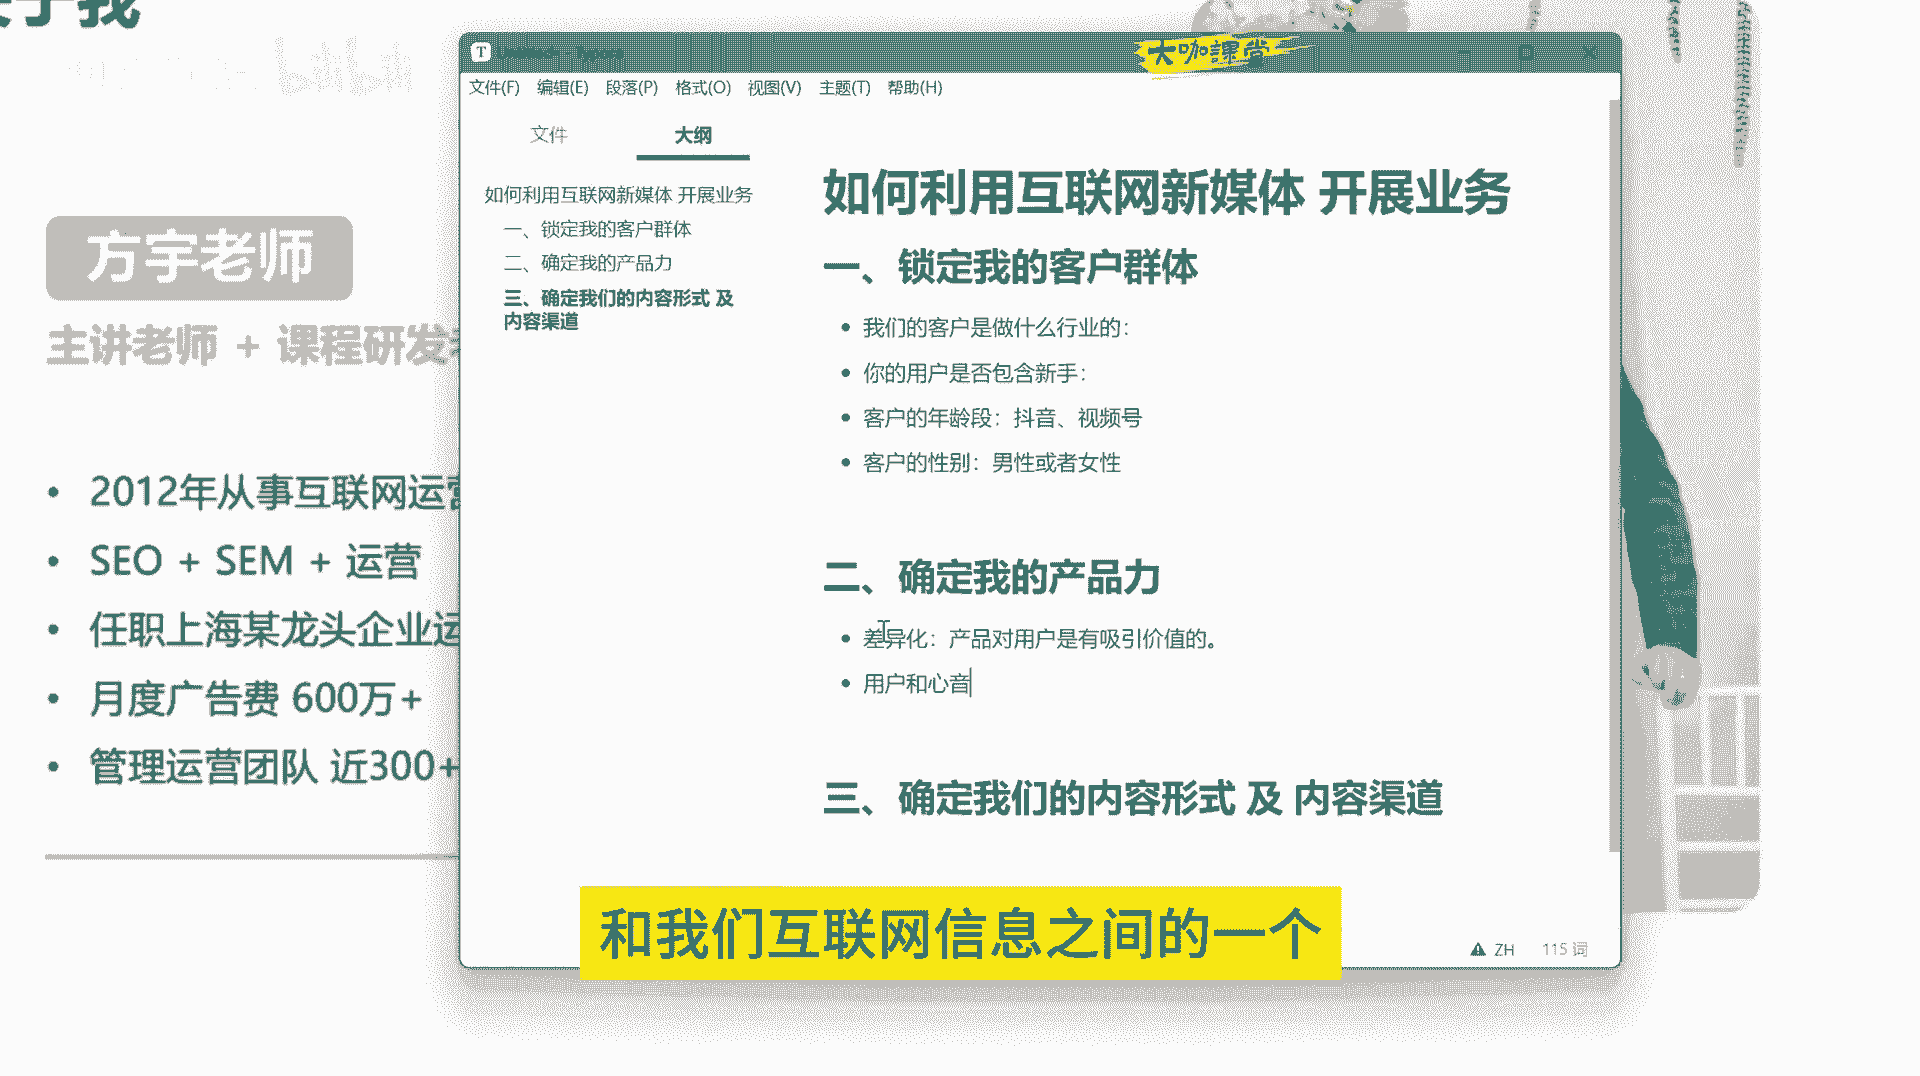 于我
bilibili
方宇老师
主讲老师 + 课程研发
• 2012年从事互联网运营
• SEO + SEM + 运营
• 任职上海某龙头企业运
• 月度广告费 600万+
• 管理运营团队 近300+
T
大咖課堂
文件(F) 编辑(E) 段落(P) 格式(O) 视图(V) 主题(T) 帮助(H)
文件 大纲
如何利用互联网新媒体 开展业务
一、锁定我的客户群体
二、确定我的产品力
三、确定我们的内容形式 及
内容渠道
如何利用互联网新媒体 开展业务
一、锁定我的客户群体
• 我们的客户是做什么行业的：
• 你的用户是否包含新手：
• 客户的年龄段：抖音、视频号
• 客户的性别：男性或者女性
二、确定我的产品力
• 差异化：产品对用户是有吸引价值的。
• 用户和心音
三、确定我们的内容形式 及 内容渠道
和我们互联网信息之间的一个
ZH 115 词